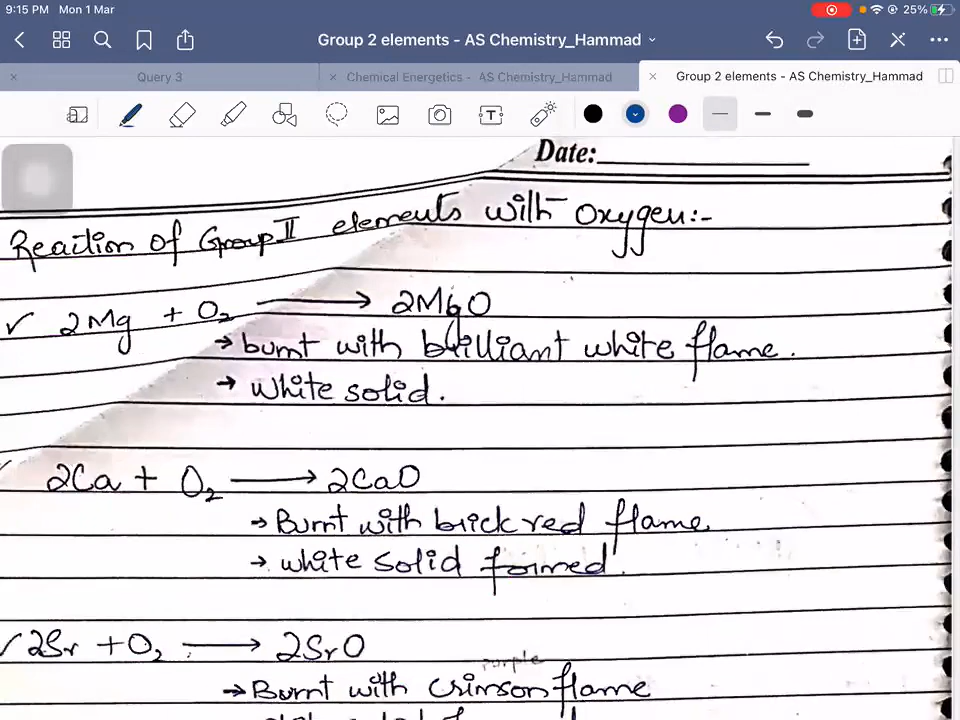 9:15 PM Mon 1 Mar
25%
Group 2 elements - AS Chemistry_Hammad
Query 3
Chemical Energetics - AS Chemistry_Hammad
Group 2 elements - AS Chemistry_Hammad
Date:
Reaction of Group II elements with Oxygen:-
✓ 2Mg + O₂ ⟶ 2MgO
→ burnt with brilliant white flame.
→ white solid.
2Ca + O₂ ⟶ 2CaO
→ Burnt with brick red flame
→ white solid formed.
✓ 2Sr + O₂ ⟶ 2SrO
purple
→ Burnt with crimson flame